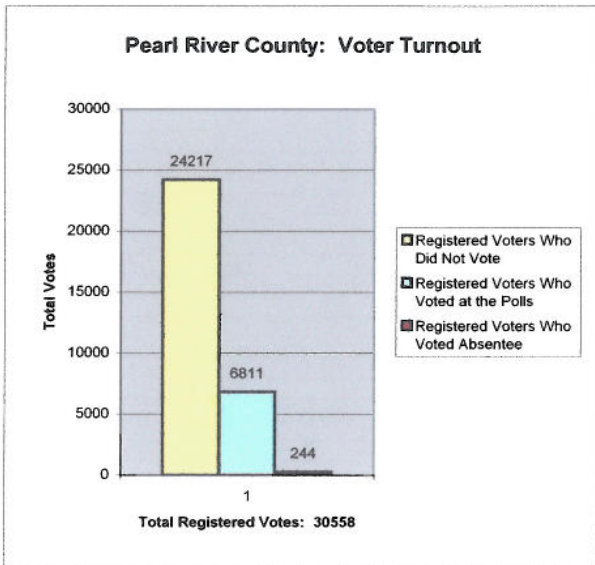 Pearl River County: Voter Turnout
30000
25000
20000
15000
10000
5000
0
Total Votes
24217
6811
244
1
Total Registered Votes: 30558
Registered Voters Who
Did Not Vote
Registered Voters Who
Voted at the Polls
Registered Voters Who
Voted Absentee